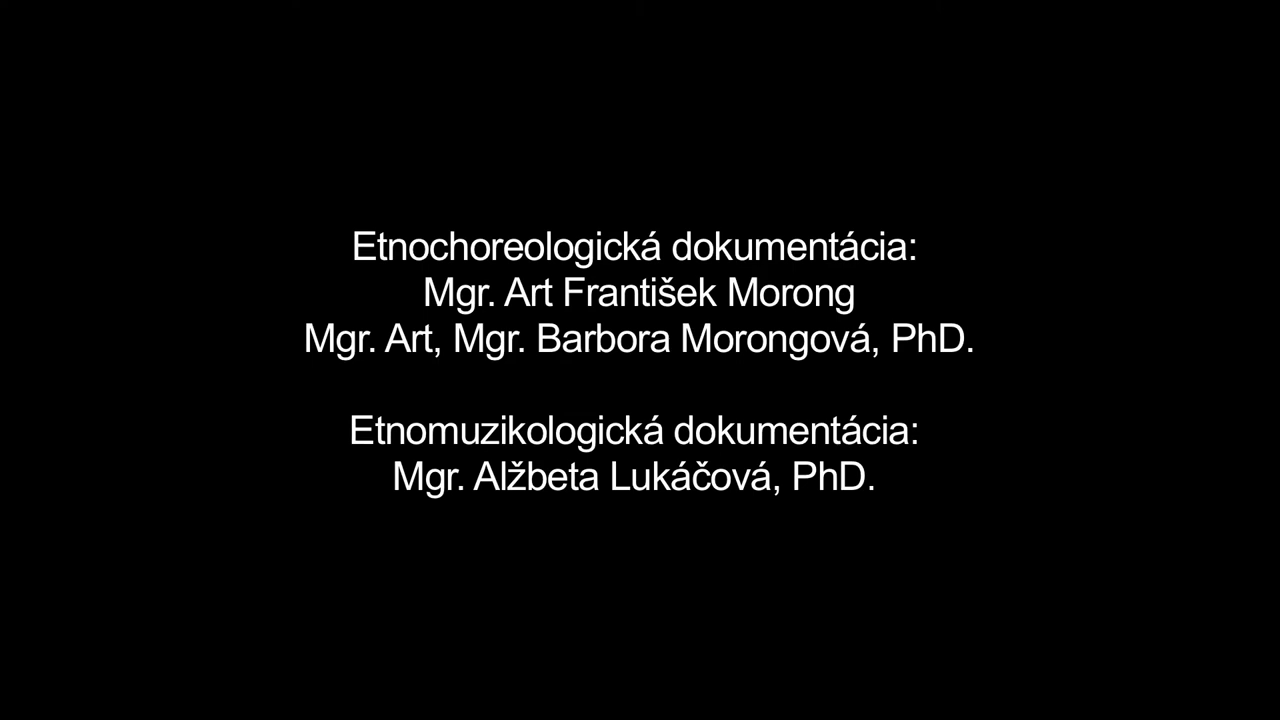 Etnochoreologická dokumentácia:
Mgr. Art František Morong
Mgr. Art, Mgr. Barbora Morongová, PhD.
Etnomuzikologická dokumentácia:
Mgr. Alžbeta Lukáčová, PhD.